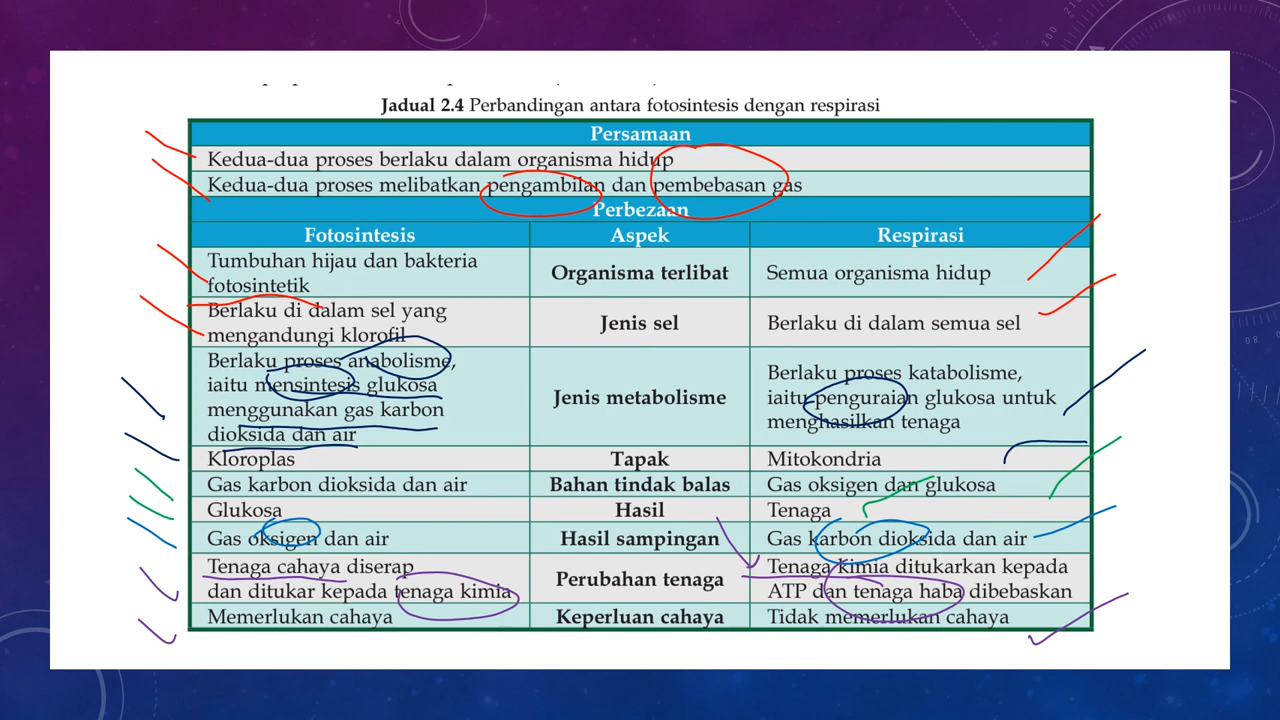 Jadual 2.4 Perbandingan antara fotosintesis dengan respirasi
Persamaan
Kedua-dua proses berlaku dalam organisma hidup
Kedua-dua proses melibatkan pengambilan dan pembebasan gas
Perbezaan
Fotosintesis
Aspek
Respirasi
Tumbuhan hijau dan bakteria
fotosintetik
Organisma terlibat
Semua organisma hidup
Berlaku di dalam sel yang
mengandungi klorofil
Jenis sel
Berlaku di dalam semua sel
Berlaku proses anabolisme,
iaitu mensintesis glukosa
menggunakan gas karbon
dioksida dan air
Jenis metabolisme
Berlaku proses katabolisme,
iaitu penguraian glukosa untuk
menghasilkan tenaga
Kloroplas
Tapak
Mitokondria
Gas karbon dioksida dan air
Bahan tindak balas
Gas oksigen dan glukosa
Glukosa
Hasil
Tenaga
Gas oksigen dan air
Hasil sampingan
Gas karbon dioksida dan air
Tenaga cahaya diserap
dan ditukar kepada tenaga kimia
Perubahan tenaga
Tenaga kimia ditukarkan kepada
ATP dan tenaga haba dibebaskan
Memerlukan cahaya
Keperluan cahaya
Tidak memerlukan cahaya